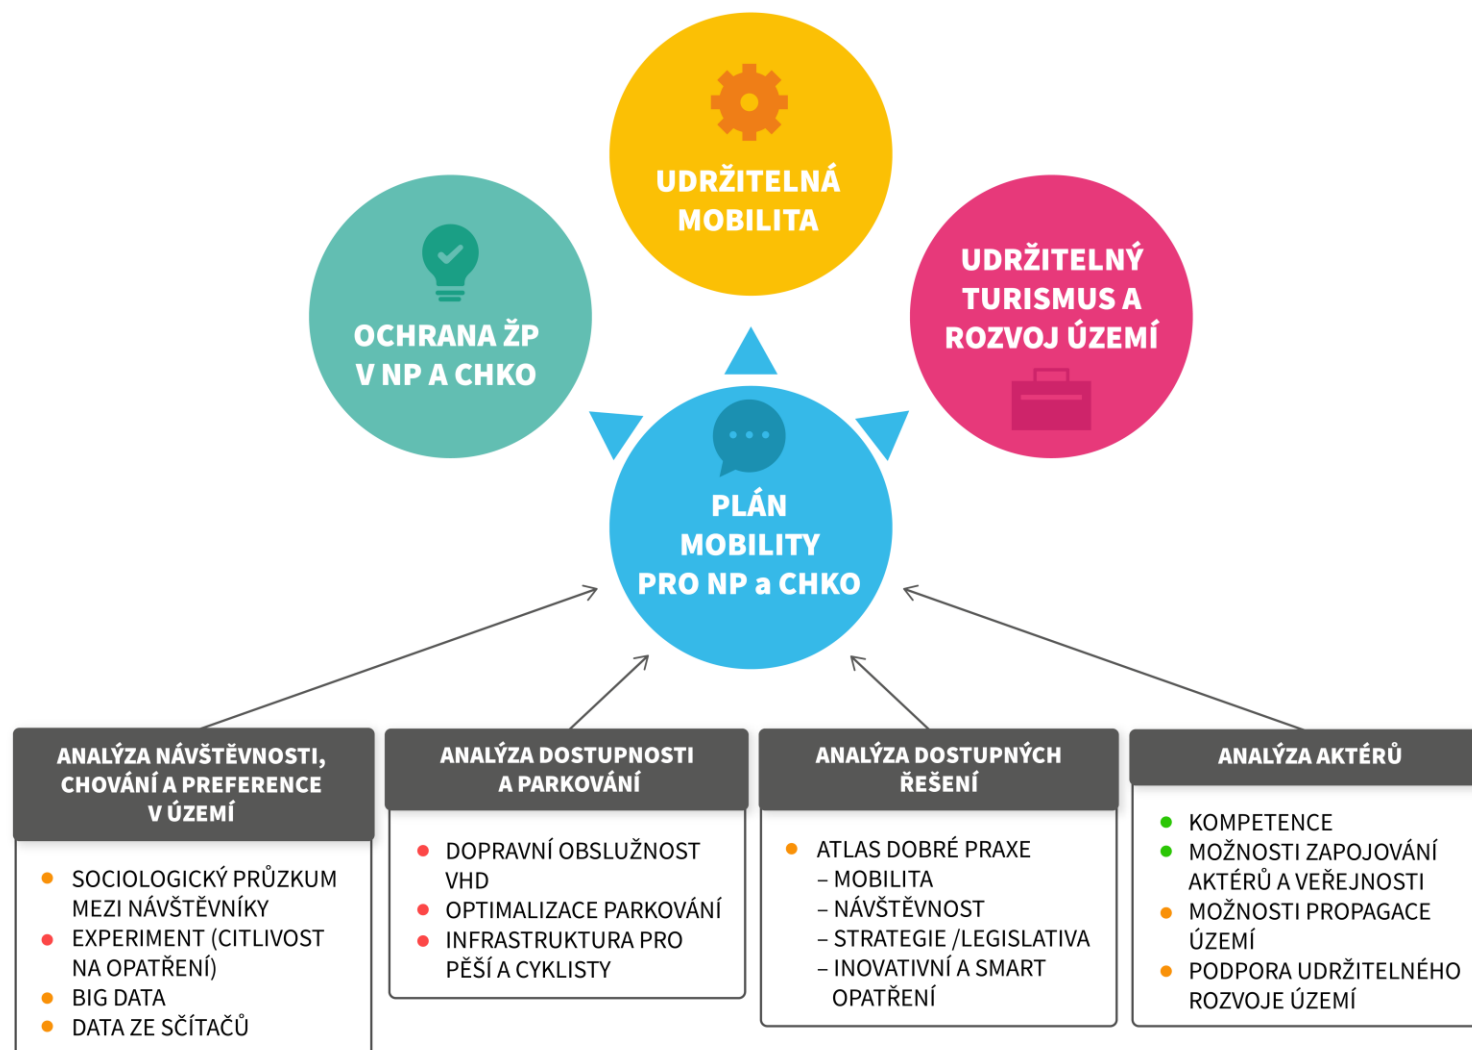 UDRŽITELNÁ
MOBILITA
OCHRANA ŽP
V NP A CHKO
UDRŽITELNÝ
TURISMUS A
ROZVOJ ÚZEMÍ
PLÁN
MOBILITY
PRO NP a CHKO
ANALÝZA NÁVŠTĚVNOSTI,
CHOVÁNÍ A PREFERENCE
V ÚZEMÍ
SOCIOLOGICKÝ PRŮZKUM
MEZI NÁVŠTĚVNÍKY
EXPERIMENT (CITLIVOST
NA OPATŘENÍ)
BIG DATA
DATA ZE SČÍTAČŮ
ANALÝZA DOSTUPNOSTI
A PARKOVÁNÍ
DOPRAVNÍ OBSLUŽNOST
VHD
OPTIMALIZACE PARKOVÁNÍ
INFRASTRUKTURA PRO
PĚŠÍ A CYKLISTY
ANALÝZA DOSTUPNÝCH
ŘEŠENÍ
ATLAS DOBRÉ PRAXE
– MOBILITA
– NÁVŠTĚVNOST
– STRATEGIE /LEGISLATIVA
– INOVATIVNÍ A SMART
OPATŘENÍ
ANALÝZA AKTÉRŮ
KOMPETENCE
MOŽNOSTI ZAPOJOVÁNÍ
AKTÉRŮ A VEŘEJNOSTI
MOŽNOSTI PROPAGACE
ÚZEMÍ
PODPORA UDRŽITELNÉHO
ROZVOJE ÚZEMÍ